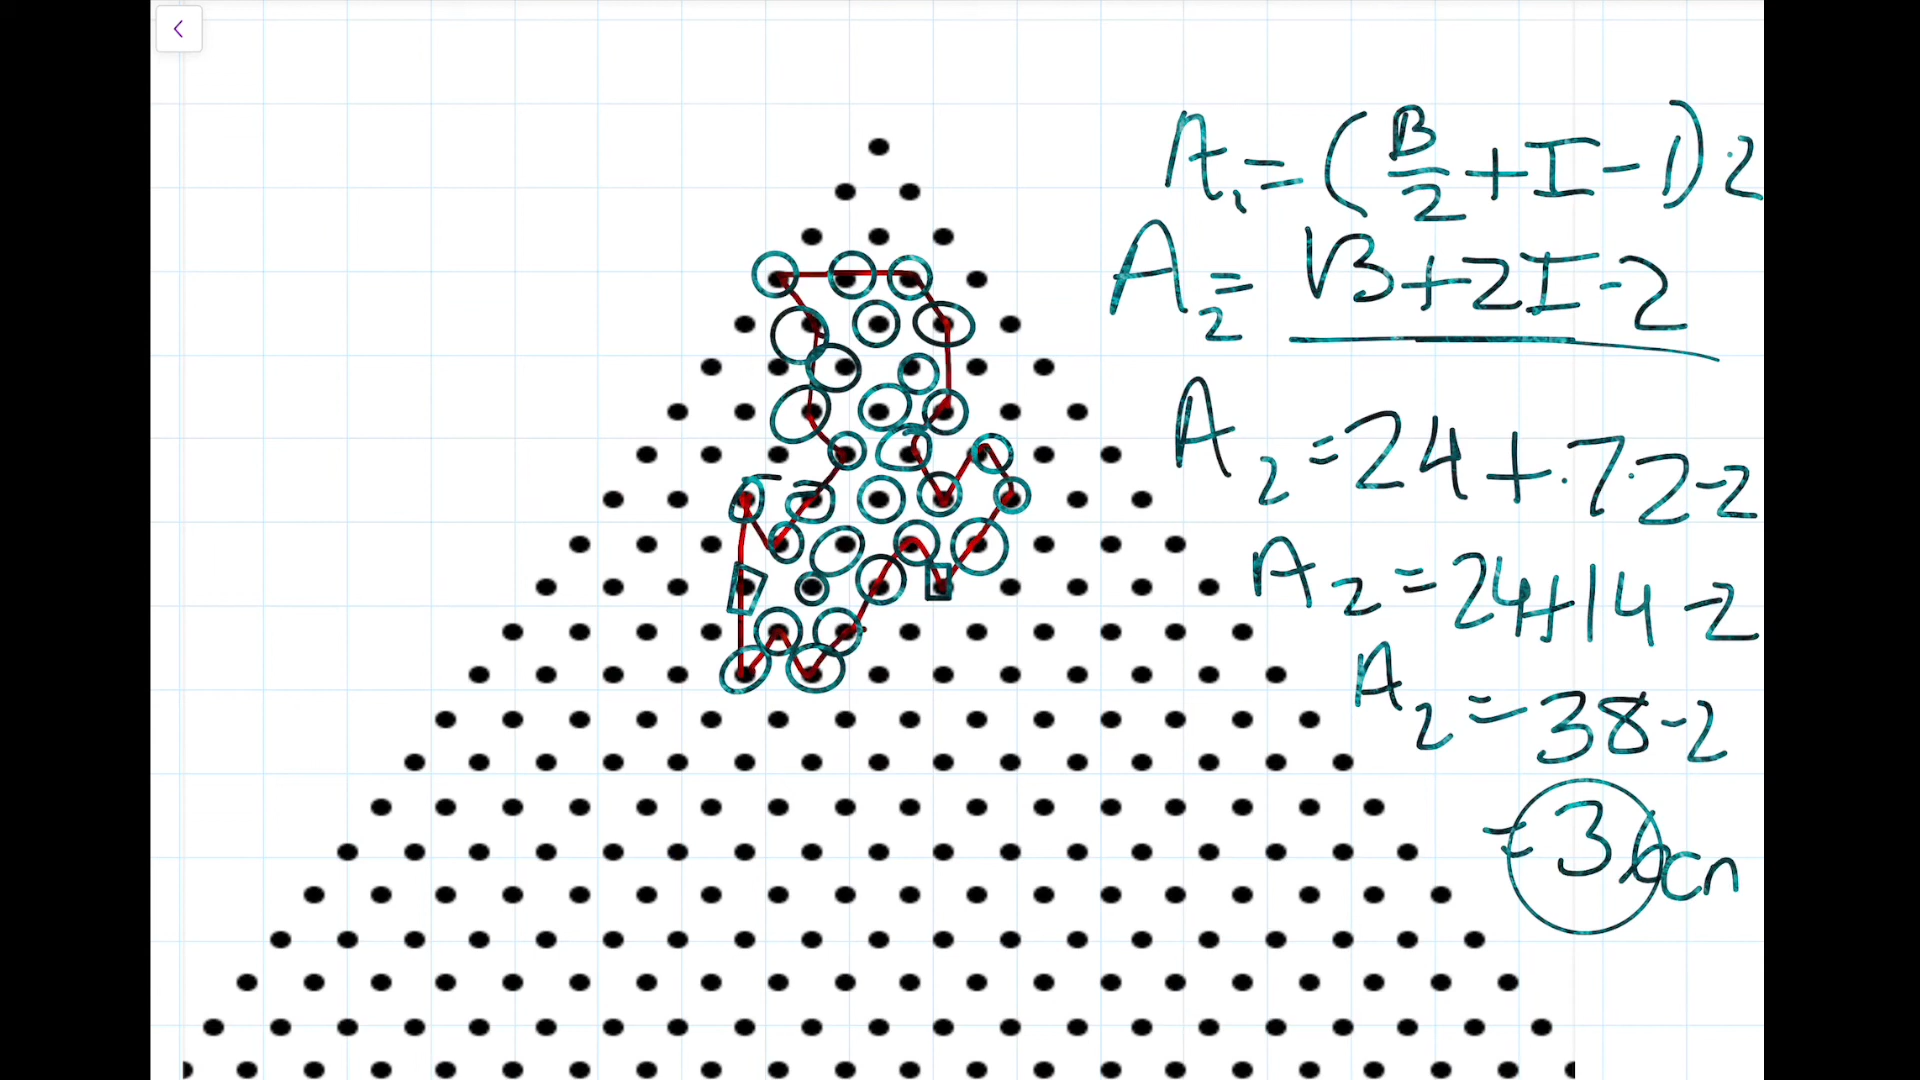 A₁=(B/2+I-1)·2
A₂=B+2I-2
A₂=24+·7·2-2
A₂=24+14-2
A₂=38-2
=36cn